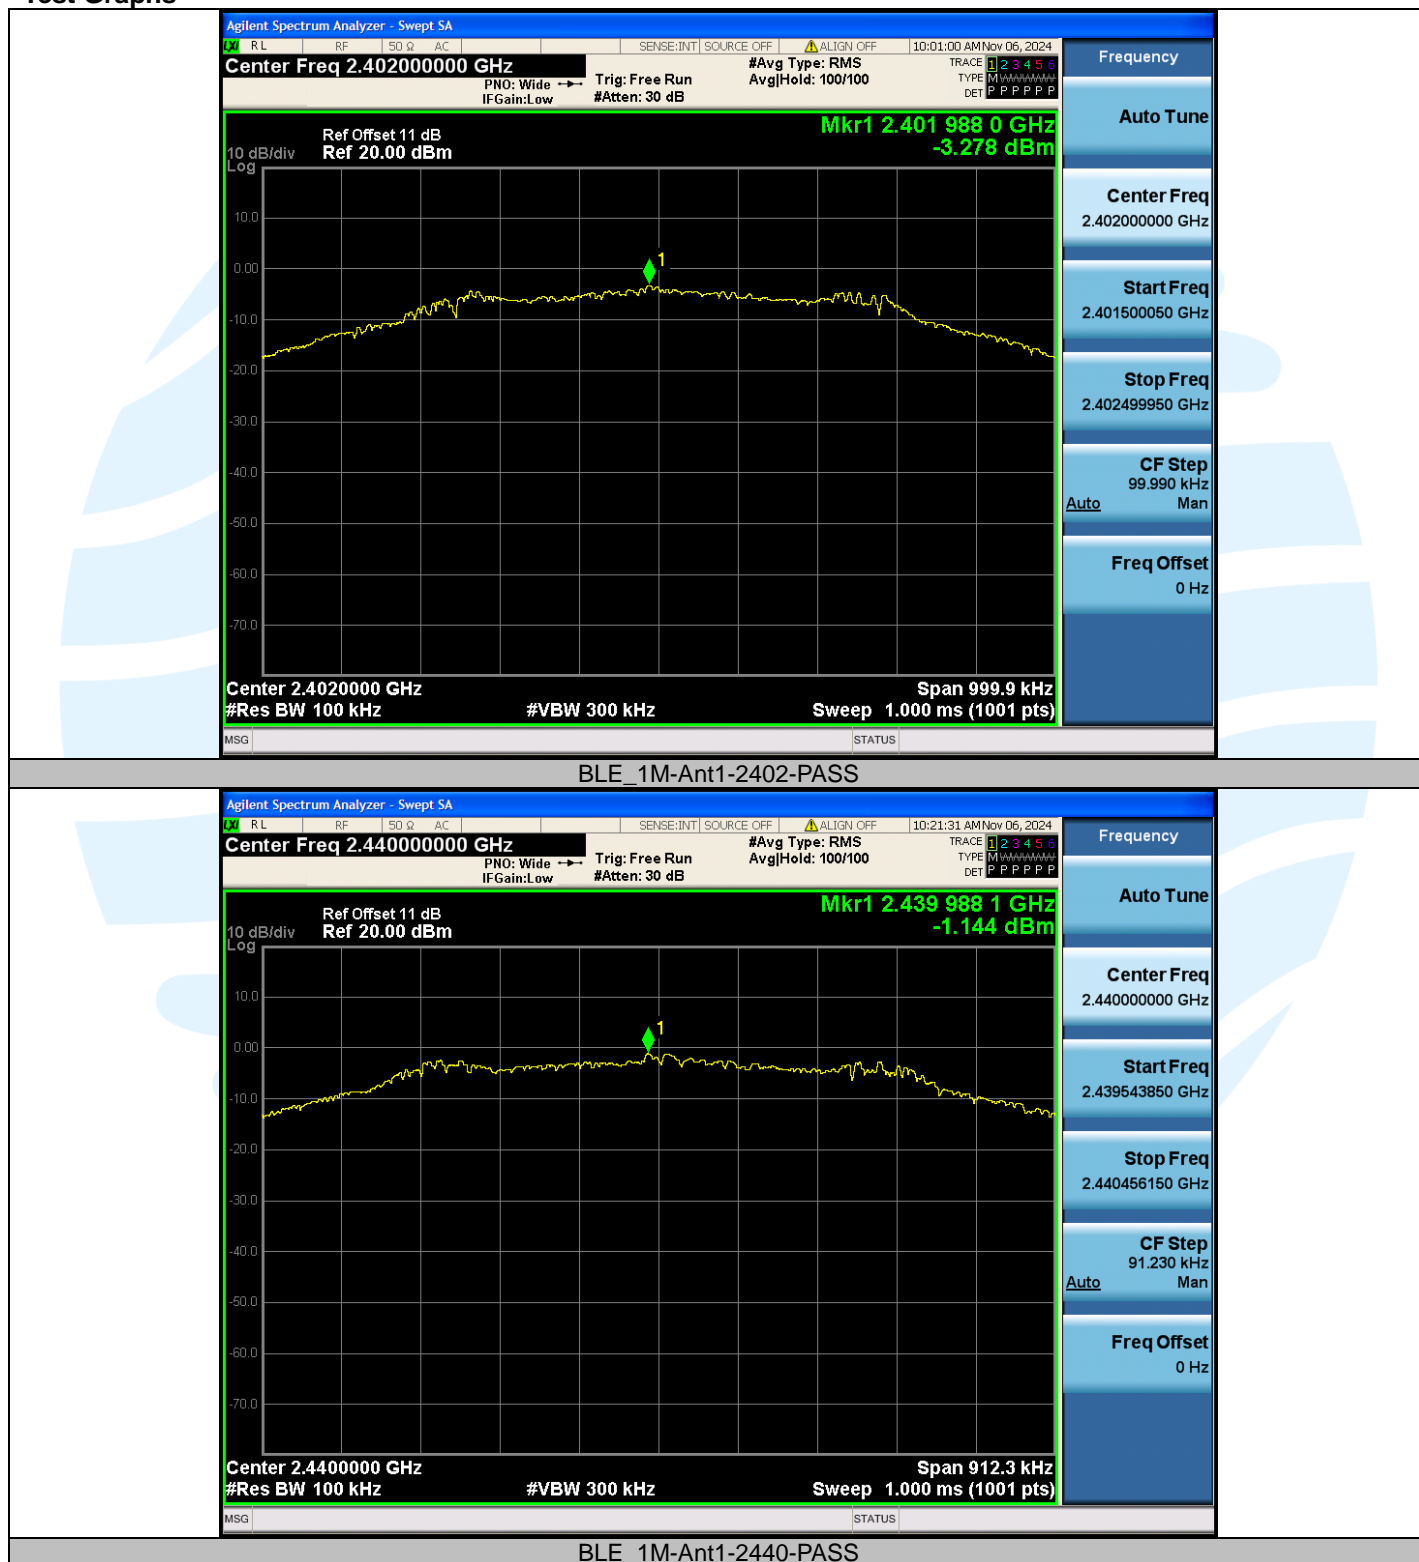 Test Graphs
Agilent Spectrum Analyzer - Swept SA
LXI RL RF 50 Ω AC SENSE:INT SOURCE OFF ALIGN OFF 10:01:00 AM Nov 06, 2024
Center Freq 2.402000000 GHz
PNO: Wide
IFGain:Low
Trig: Free Run
#Atten: 30 dB
#Avg Type: RMS
Avg|Hold: 100/100
TRACE 1 2 3 4 5 6
TYPE M WWWWW
DET P P P P P P
Mkr1 2.401 988 0 GHz
-3.278 dBm
Ref Offset 11 dB
10 dB/div Ref 20.00 dBm
Log
10.0
0.00
-10.0
-20.0
-30.0
-40.0
-50.0
-60.0
-70.0
1
Center 2.4020000 GHz Span 999.9 kHz
#Res BW 100 kHz #VBW 300 kHz Sweep 1.000 ms (1001 pts)
MSG STATUS
Frequency
Auto Tune
Center Freq
2.402000000 GHz
Start Freq
2.401500050 GHz
Stop Freq
2.402499950 GHz
CF Step
99.990 kHz
Auto Man
Freq Offset
0 Hz
BLE_1M-Ant1-2402-PASS
Agilent Spectrum Analyzer - Swept SA
LXI RL RF 50 Ω AC SENSE:INT SOURCE OFF ALIGN OFF 10:21:31 AM Nov 06, 2024
Center Freq 2.440000000 GHz
PNO: Wide
IFGain:Low
Trig: Free Run
#Atten: 30 dB
#Avg Type: RMS
Avg|Hold: 100/100
TRACE 1 2 3 4 5 6
TYPE M WWWWW
DET P P P P P P
Mkr1 2.439 988 1 GHz
-1.144 dBm
Ref Offset 11 dB
10 dB/div Ref 20.00 dBm
Log
10.0
0.00
-10.0
-20.0
-30.0
-40.0
-50.0
-60.0
-70.0
1
Center 2.4400000 GHz Span 912.3 kHz
#Res BW 100 kHz #VBW 300 kHz Sweep 1.000 ms (1001 pts)
MSG STATUS
Frequency
Auto Tune
Center Freq
2.440000000 GHz
Start Freq
2.439543850 GHz
Stop Freq
2.440456150 GHz
CF Step
91.230 kHz
Auto Man
Freq Offset
0 Hz
BLE_1M-Ant1-2440-PASS